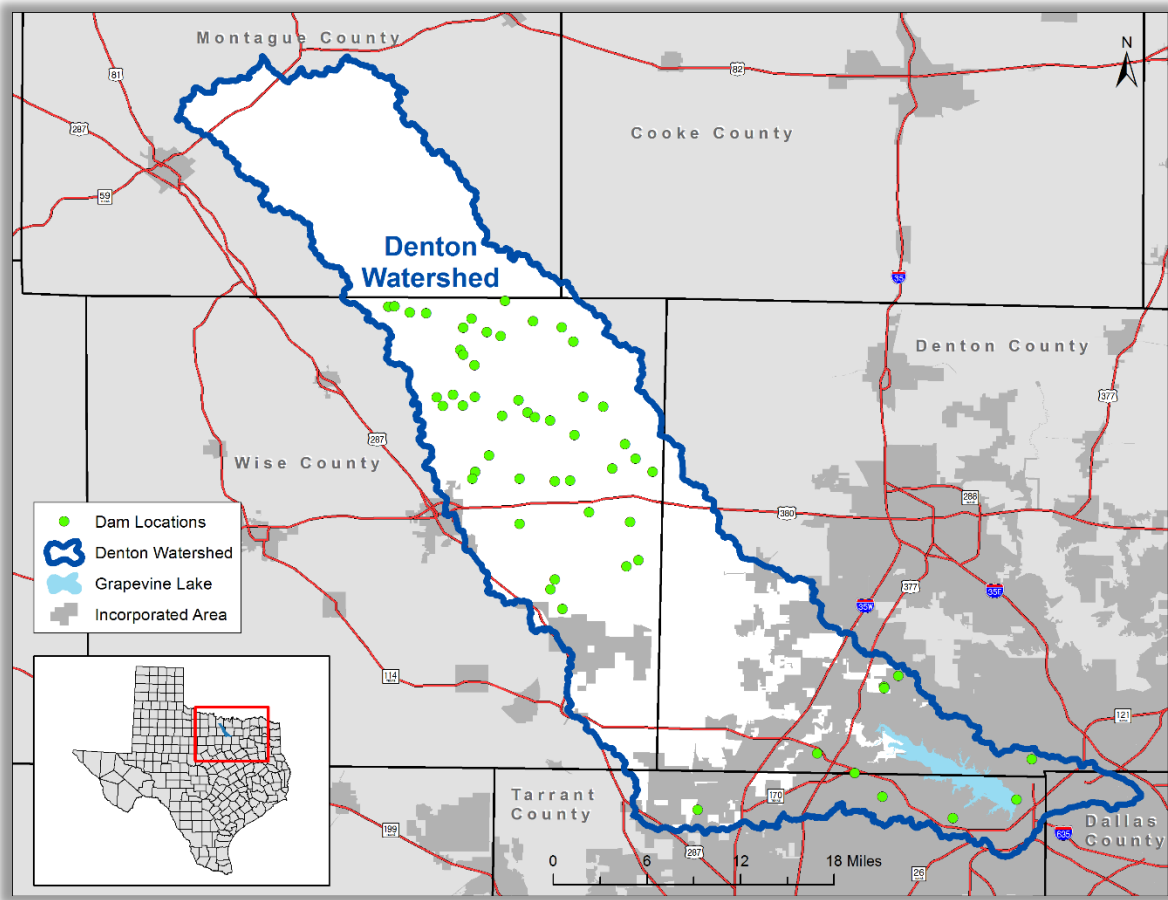 Montague County
N
81
82
287
Cooke County
59
Denton
Watershed
35
Denton County
377
287
Wise County
288
Dam Locations
380
Denton Watershed
Grapevine Lake
377
35E
Incorporated Area
35W
114
121
Tarrant
County
170
Dallas
County
199
635
287
0 6 12 18 Miles
26